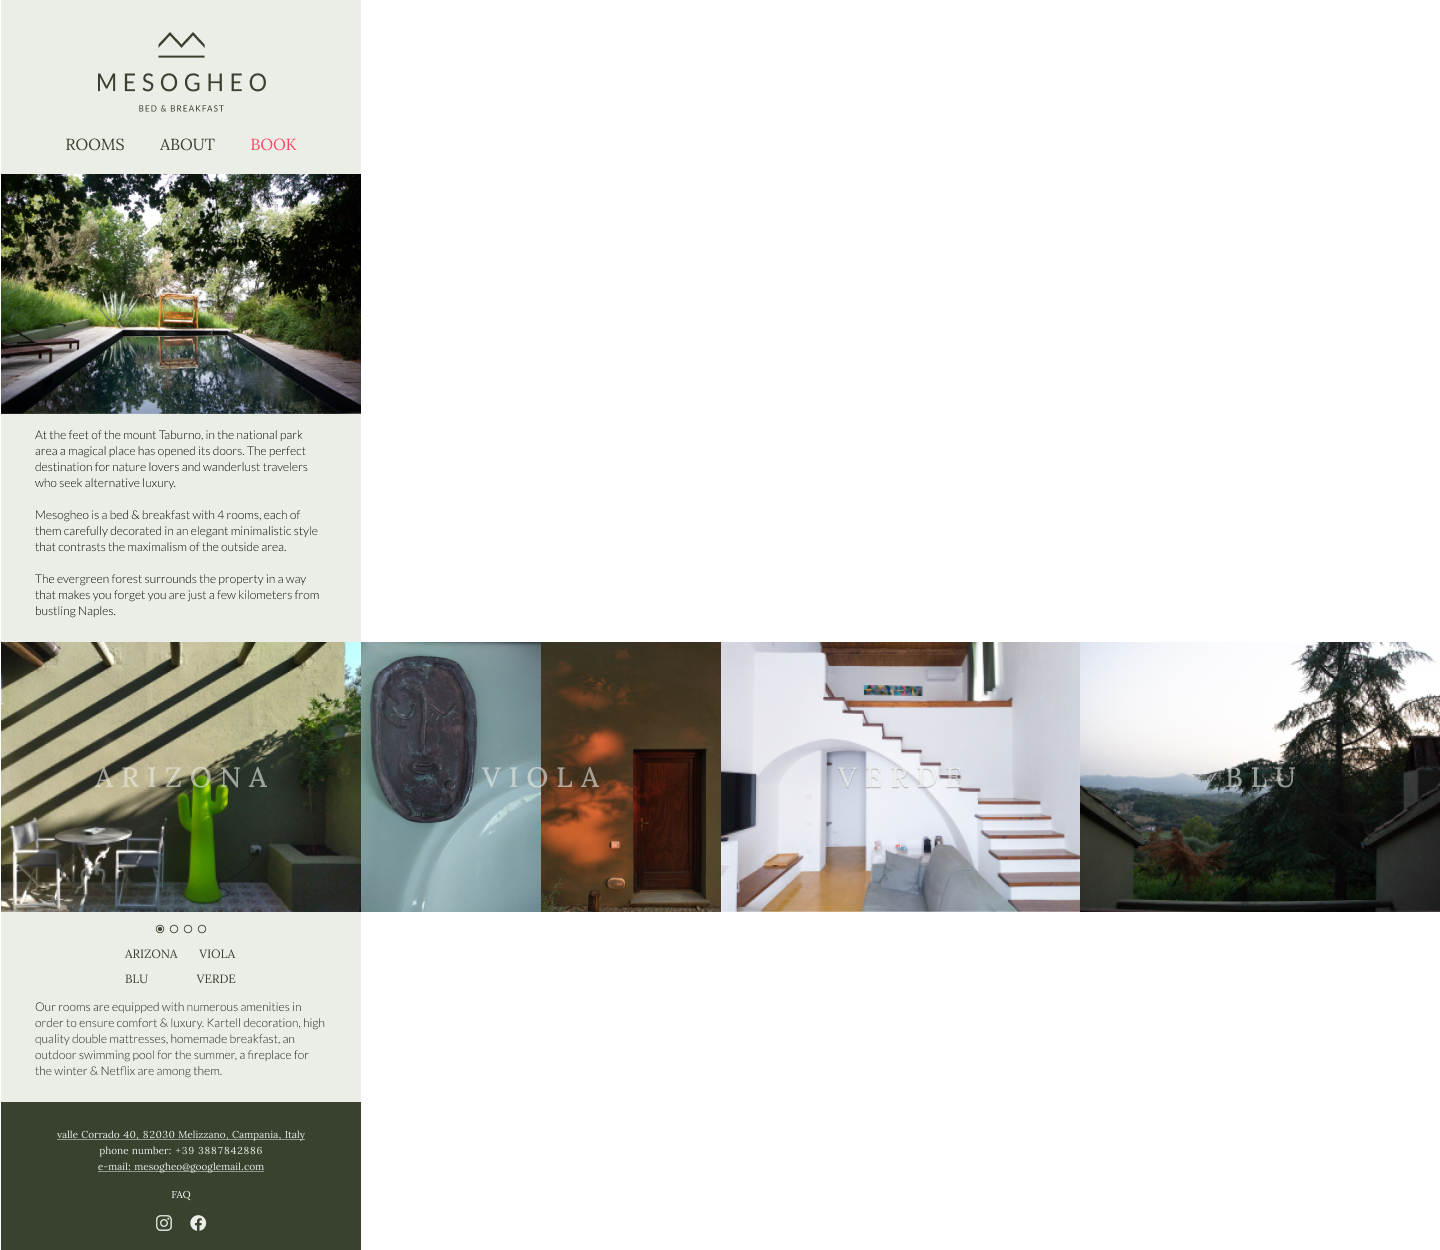 MESOGHEO
BED & BREAKFAST
ROOMS ABOUT BOOK
At the feet of the mount Taburno, in the national park
area a magical place has opened its doors. The perfect
destination for nature lovers and wanderlust travelers
who seek alternative luxury.
Mesogheo is a bed & breakfast with 4 rooms, each of
them carefully decorated in an elegant minimalistic style
that contrasts the maximalism of the outside area.
The evergreen forest surrounds the property in a way
that makes you forget you are just a few kilometers from
bustling Naples.
ARIZONA VIOLA VERDE BLU
ARIZONA VIOLA
BLU VERDE
Our rooms are equipped with numerous amenities in
order to ensure comfort & luxury. Kartell decoration, high
quality double mattresses, homemade breakfast, an
outdoor swimming pool for the summer, a fireplace for
the winter & Netflix are among them.
valle Corrado 40, 82030 Melizzano, Campania, Italy
phone number: +39 3887842886
e-mail: mesogheo@googlemail.com
FAQ